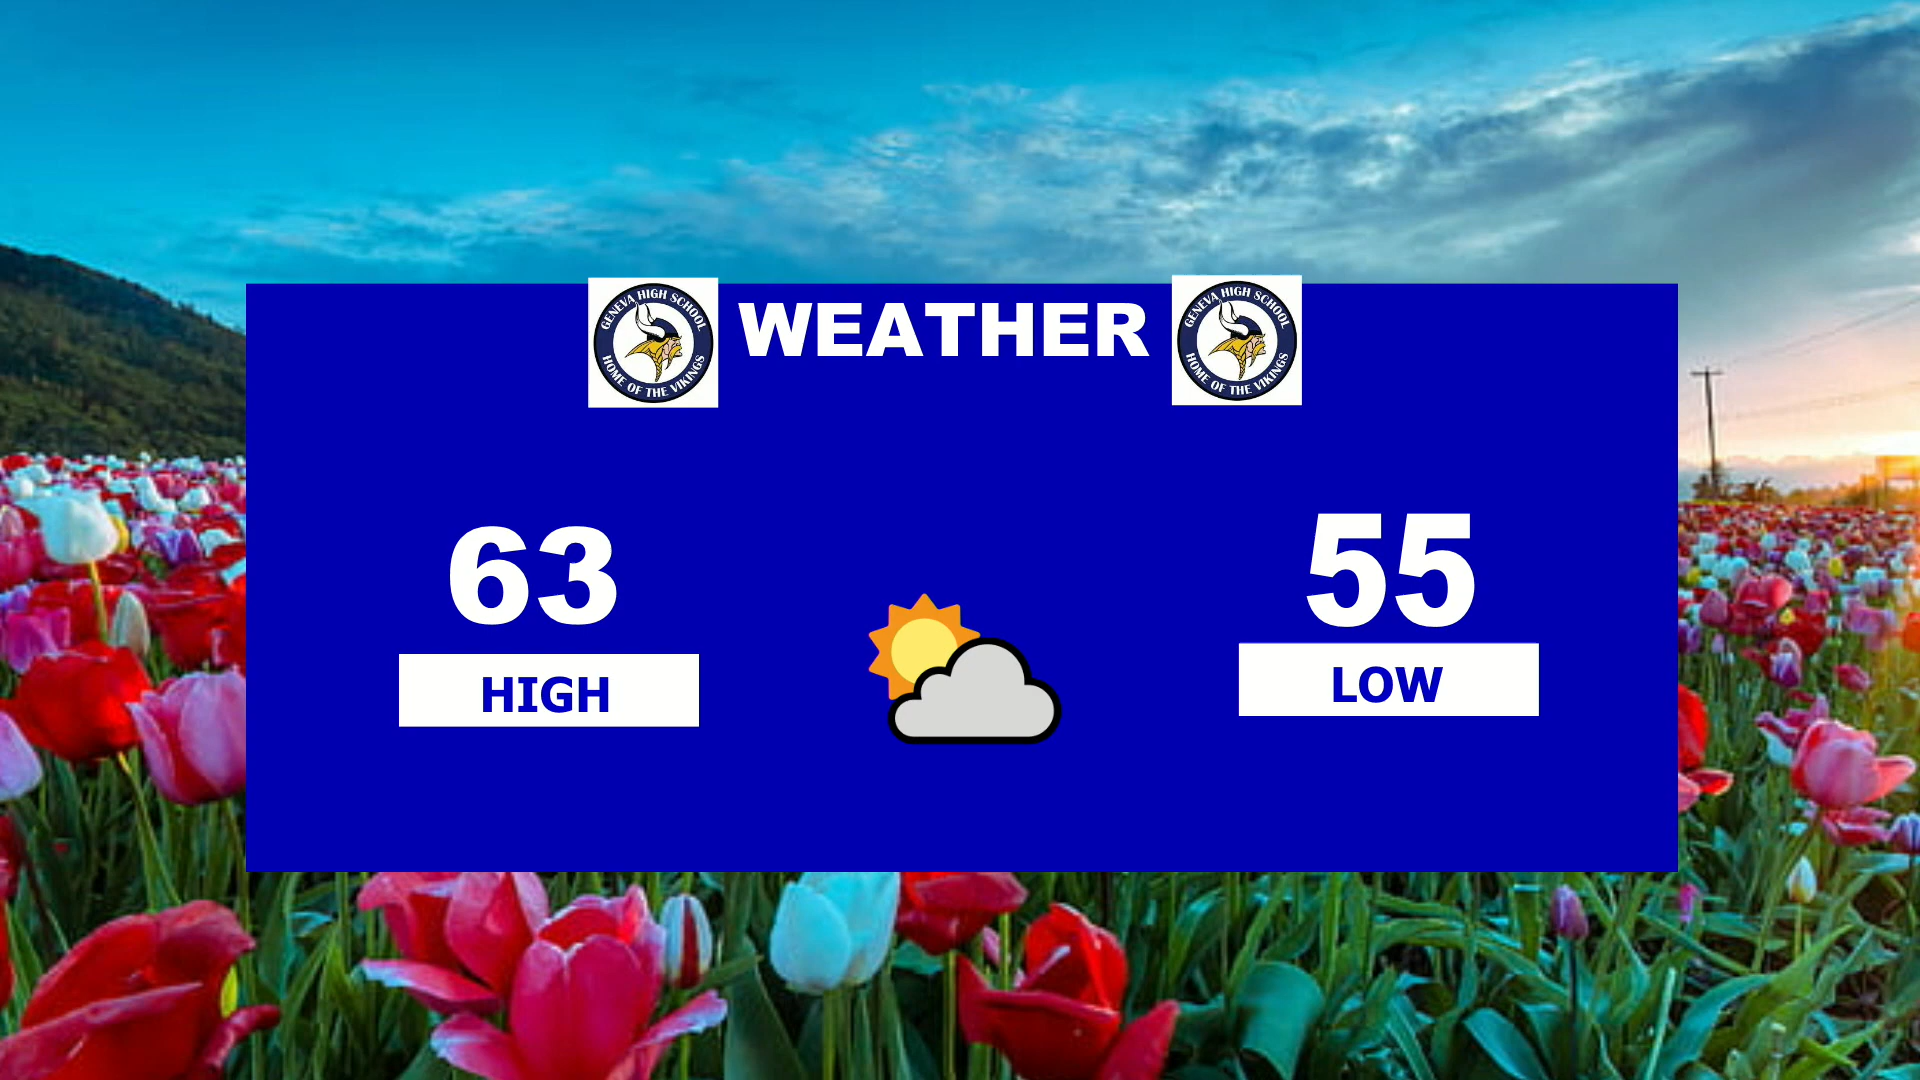 GENEVA HIGH SCHOOL
HOME OF THE VIKINGS
WEATHER
GENEVA HIGH SCHOOL
HOME OF THE VIKINGS
63
HIGH
55
LOW